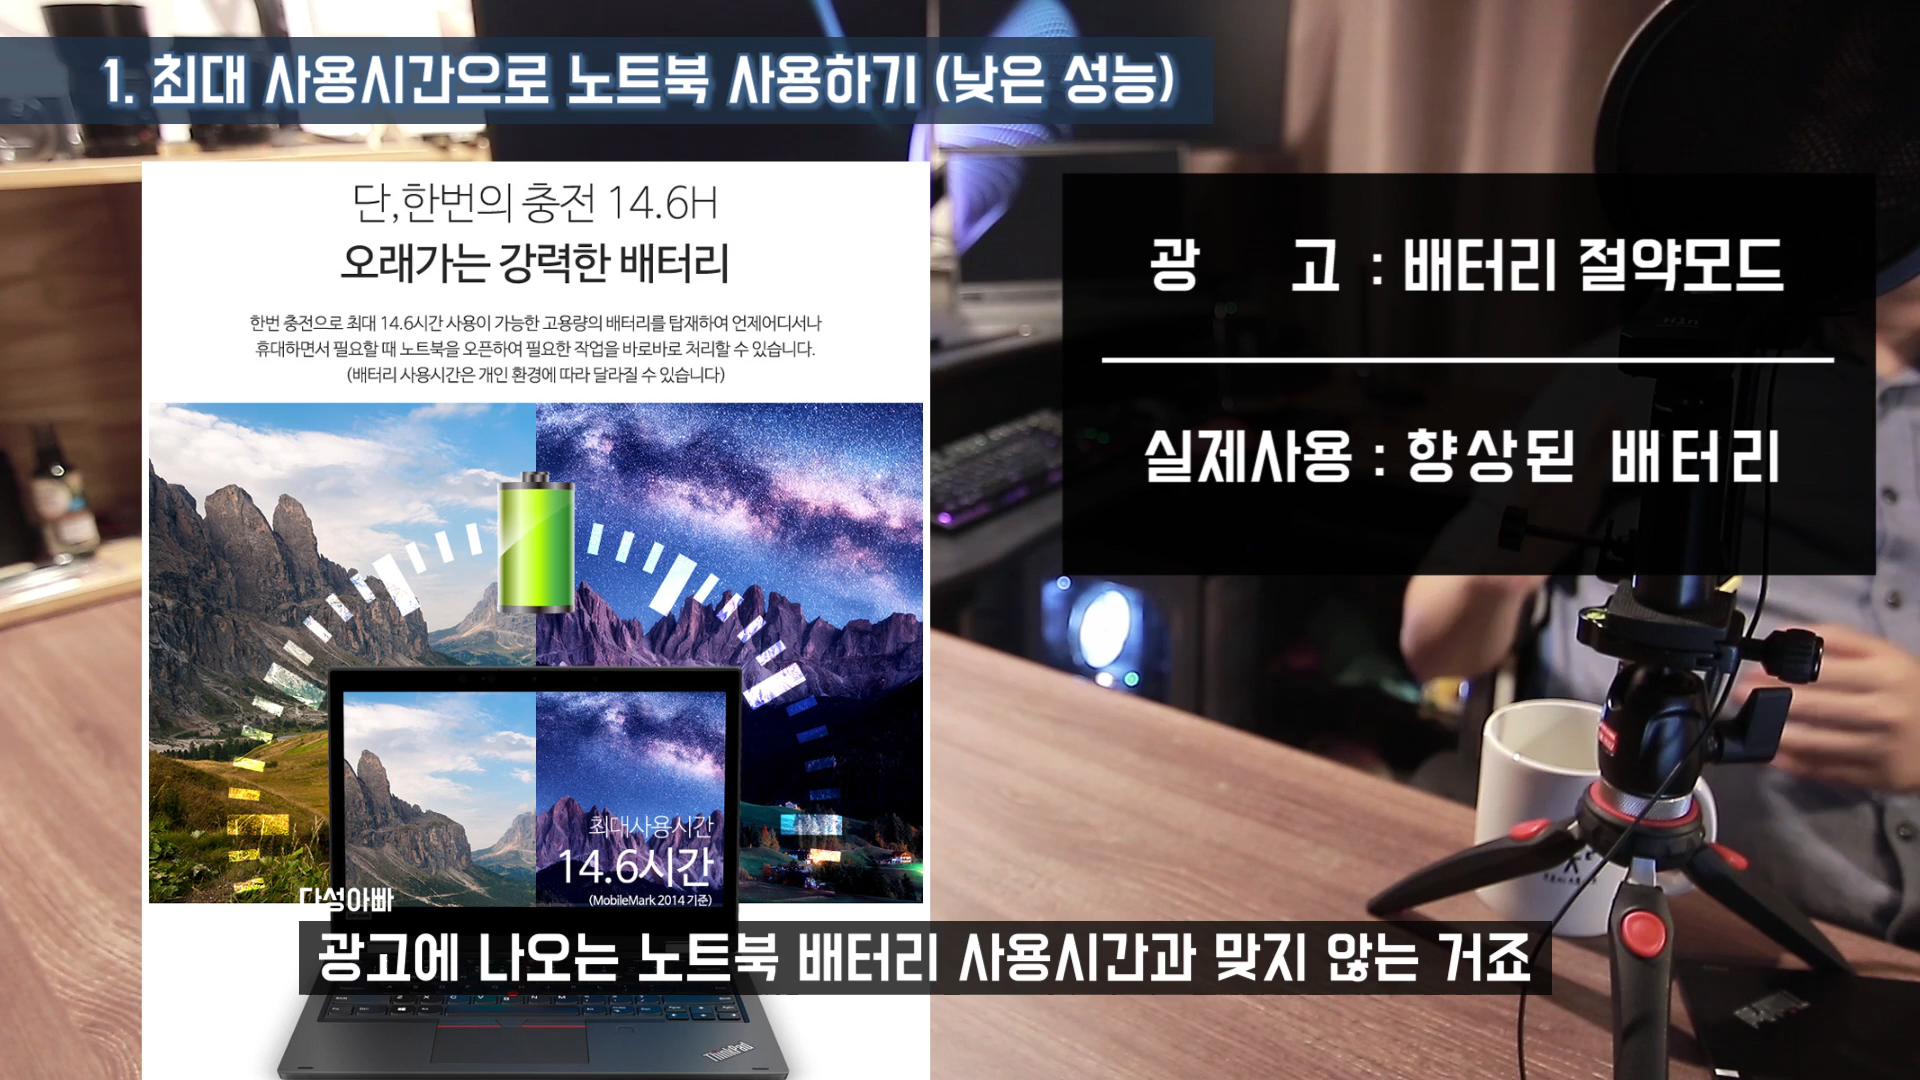 1. 최대 사용시간으로 노트북 사용하기 (낮은 성능)
단,한번의 충전 14.6H
오래가는 강력한 배터리
한번 충전으로 최대 14.6시간 사용이 가능한 고용량의 배터리를 탑재하여 언제어디서나
휴대하면서 필요할 때 노트북을 오픈하여 필요한 작업을 바로바로 처리할 수 있습니다.
(배터리 사용시간은 개인 환경에 따라 달라질 수 있습니다)
광 고 : 배터리 절약모드
실제사용 : 향상된 배터리
최대사용시간
14.6시간
(MobileMark 2014 기준)
다섯아빠
광고에 나오는 노트북 배터리 사용시간과 맞지 않는 거죠
ThinkPad